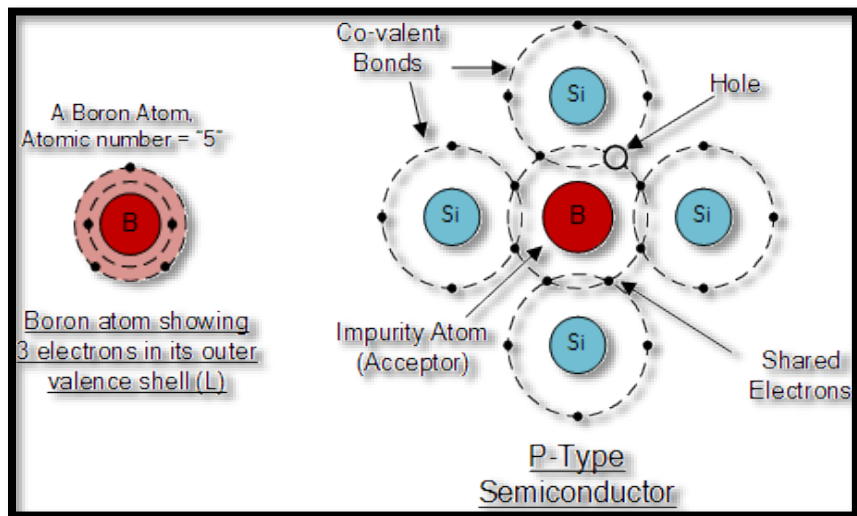 A Boron Atom,
Atomic number = "5"
B
Boron atom showing
3 electrons in its outer
valence shell (L)
Co-valent
Bonds
Hole
Si
Si
B
Si
Si
Impurity Atom
(Acceptor)
Shared
Electrons
P-Type
Semiconductor